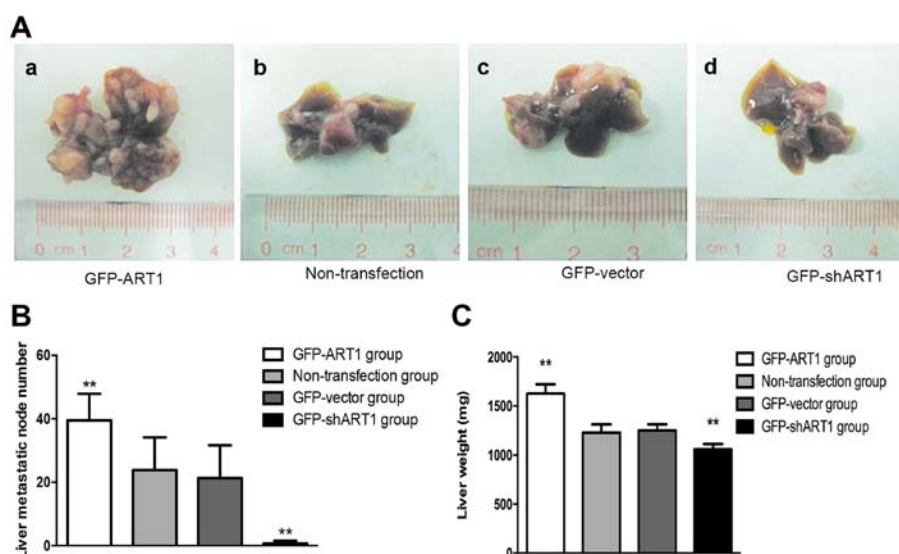 A
a
b
c
d
0 cm 1 2 3 4
0 cm 1 2 3 4
cm 1 2 3
cm 1 2 3 4
GFP-ART1
Non-transfection
GFP-vector
GFP-shART1
B
Liver metastatic node number
60
40
20
0
**
**
GFP-ART1 group
Non-transfection group
GFP-vector group
GFP-shART1 group
C
Liver weight (mg)
2000
1500
1000
500
0
**
**
GFP-ART1 group
Non-transfection group
GFP-vector group
GFP-shART1 group